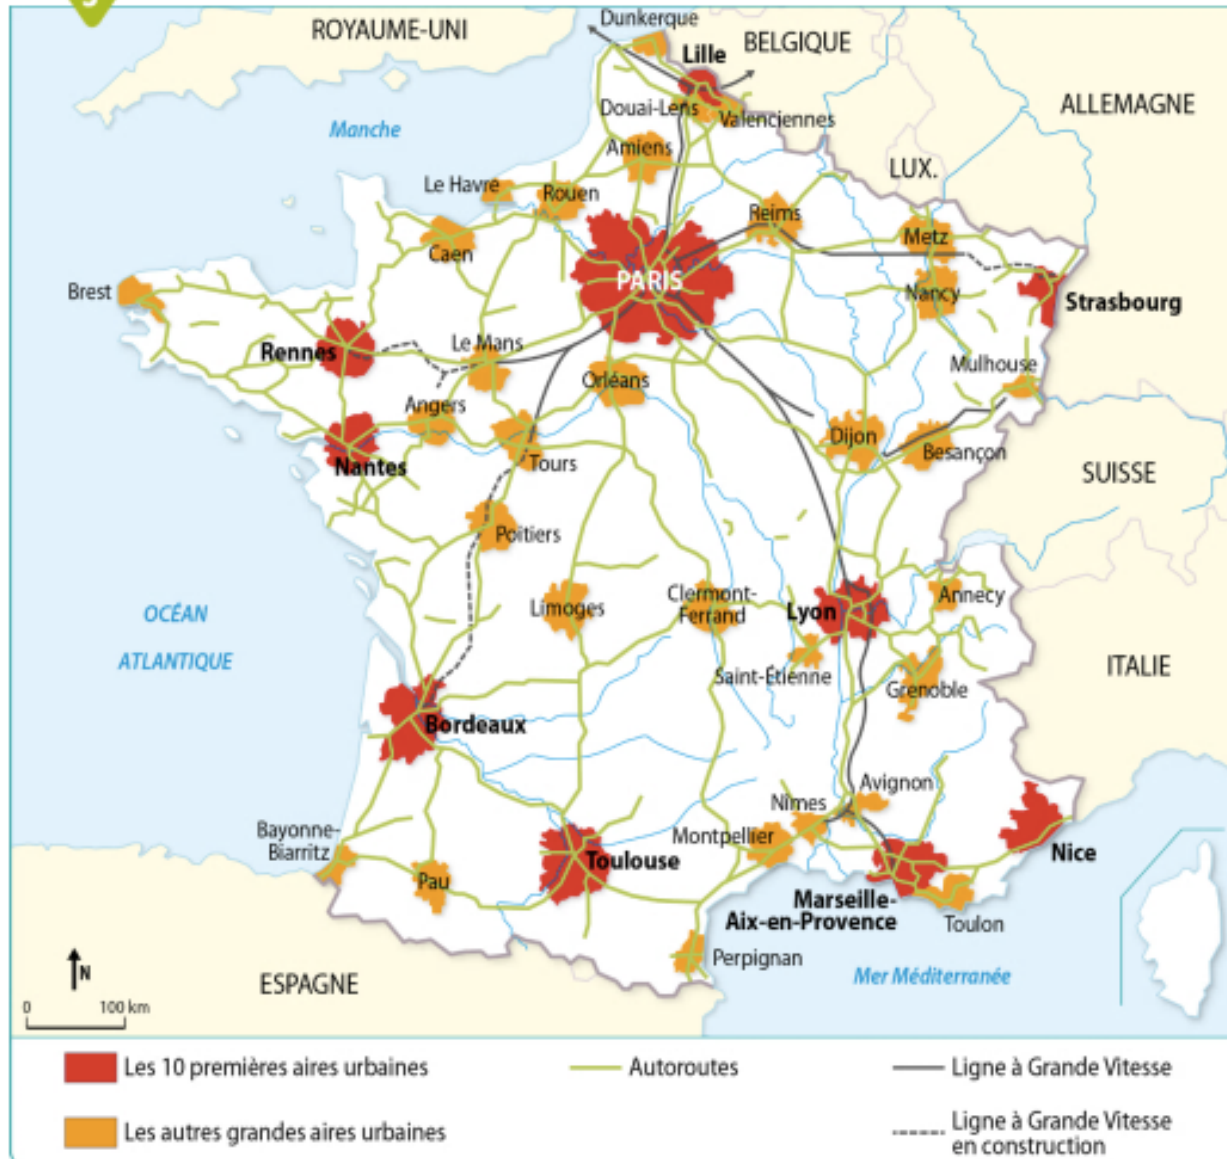 ROYAUME-UNI
Dunkerque
Lille
BELGIQUE
ALLEMAGNE
Manche
Douai-Lens
Valenciennes
Amiens
LUX.
Le Havre
Rouen
Reims
Metz
Caen
PARIS
Brest
Nancy
Strasbourg
Rennes
Le Mans
Orléans
Mulhouse
Angers
Dijon
Besançon
Nantes
Tours
SUISSE
Poitiers
OCÉAN
ATLANTIQUE
Limoges
Clermont-
Ferrand
Lyon
Annecy
Saint-Étienne
Grenoble
ITALIE
Bordeaux
Avignon
Nîmes
Bayonne-
Biarritz
Montpellier
Toulouse
Nice
Pau
Marseille-
Aix-en-Provence
Toulon
Perpignan
N
ESPAGNE
Mer Méditerranée
0 100 km
Les 10 premières aires urbaines
Autoroutes
Ligne à Grande Vitesse
Les autres grandes aires urbaines
Ligne à Grande Vitesse
en construction